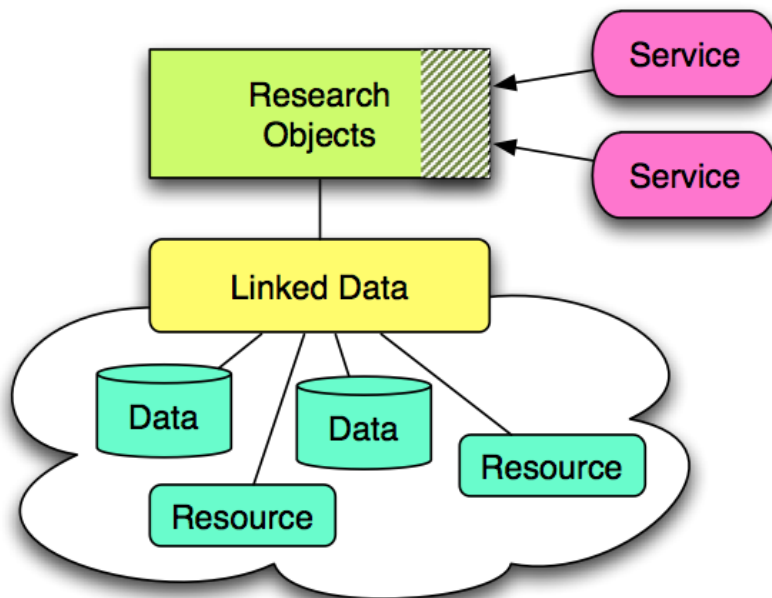 Service
Research
Objects
Service
Linked Data
Data
Data
Resource
Resource